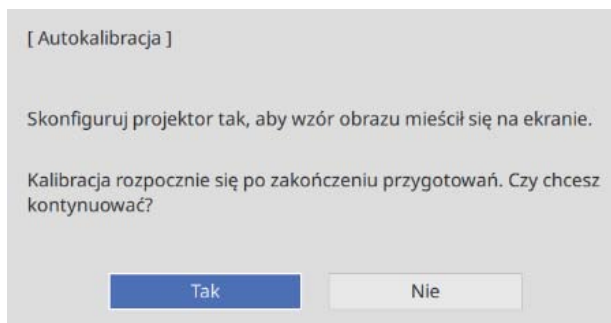 [ Autokalibracja ]
Skonfiguruj projektor tak, aby wzór obrazu mieścił się na ekranie.
Kalibracja rozpocznie się po zakończeniu przygotowań. Czy chcesz
kontynuować?
Tak
Nie